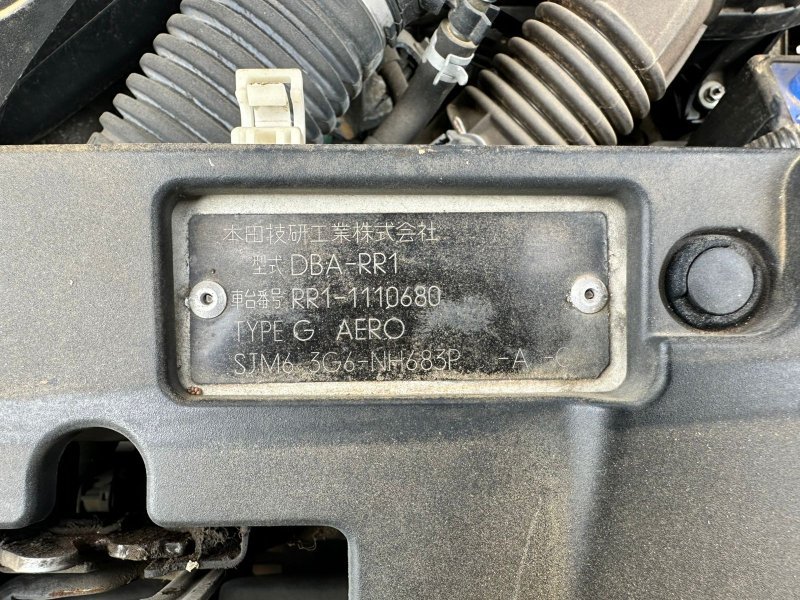 本田技研工業株式会社
型式 DBA-RR1
車台番号 RR1-1110680
TYPE G AERO
SJM6 3G6-NH683P -A -C